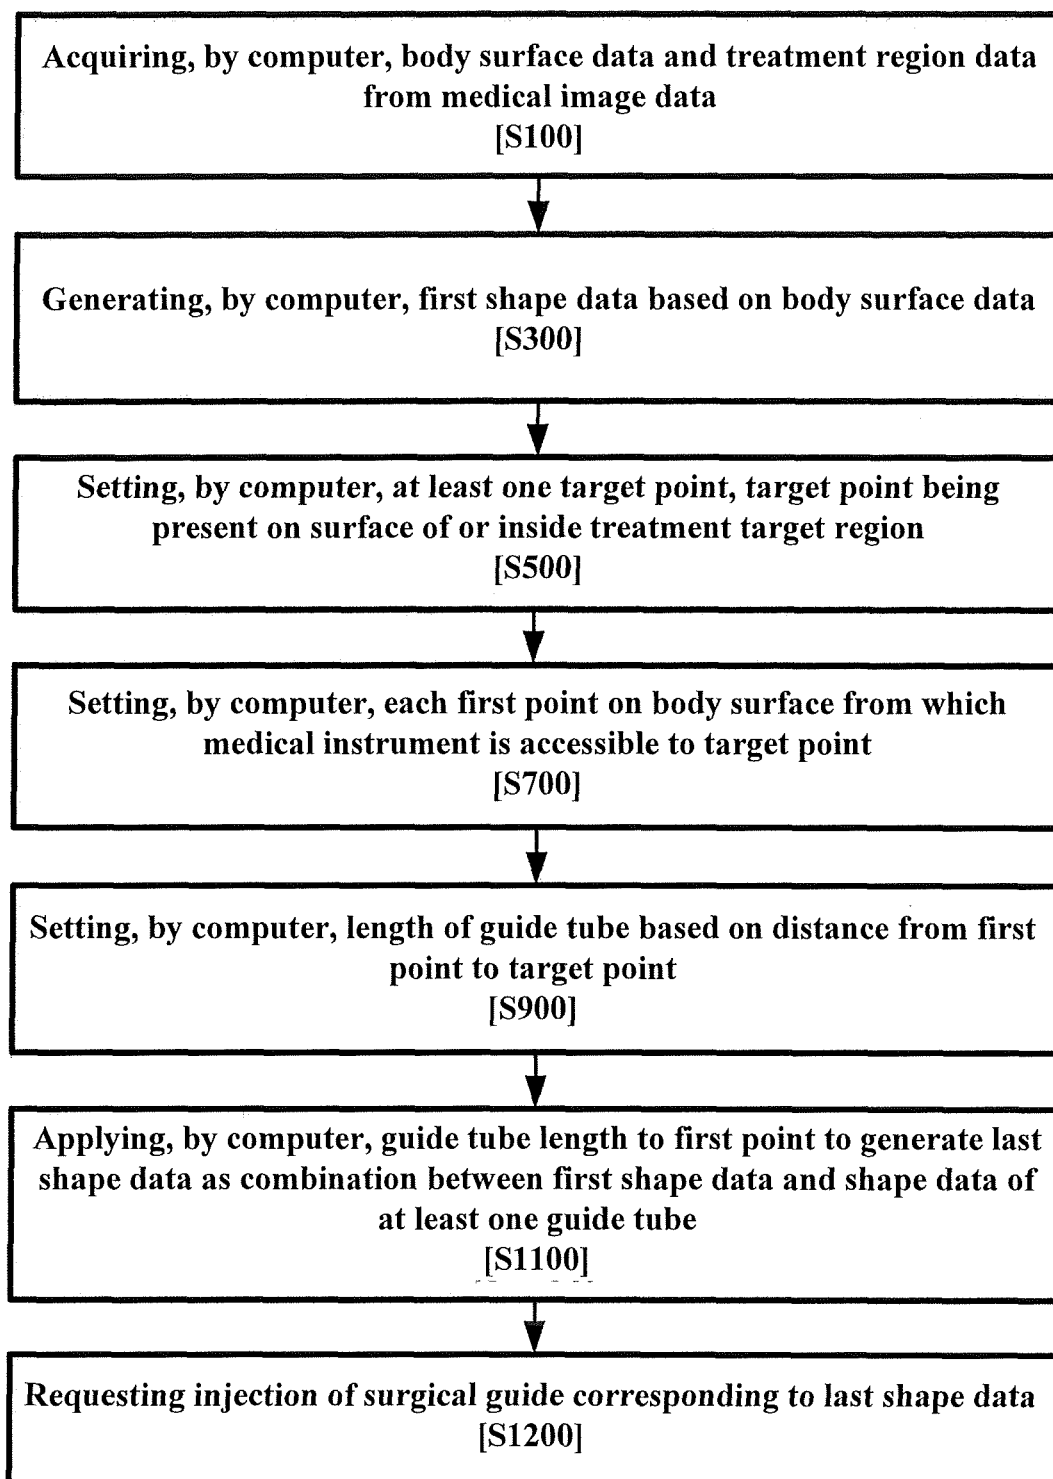 Acquiring, by computer, body surface data and treatment region data
from medical image data
[S100]
Generating, by computer, first shape data based on body surface data
[S300]
Setting, by computer, at least one target point, target point being
present on surface of or inside treatment target region
[S500]
Setting, by computer, each first point on body surface from which
medical instrument is accessible to target point
[S700]
Setting, by computer, length of guide tube based on distance from first
point to target point
[S900]
Applying, by computer, guide tube length to first point to generate last
shape data as combination between first shape data and shape data of
at least one guide tube
[S1100]
Requesting injection of surgical guide corresponding to last shape data
[S1200]